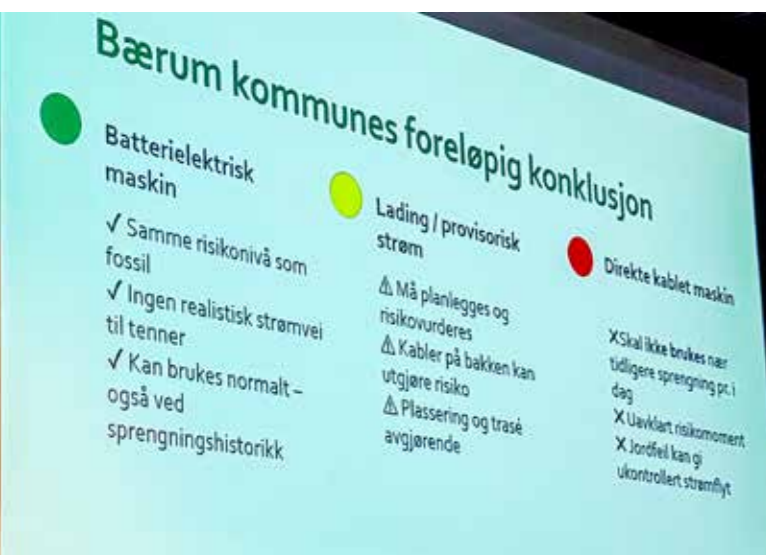 Bærum kommunes foreløpig konklusjon
Batterielektrisk
maskin
✓ Samme risikonivå som
fossil
✓ Ingen realistisk strømvei
til tenner
✓ Kan brukes normalt –
også ved
sprengningshistorikk
Lading / provisorisk
strøm
⚠ Må planlegges og
risikovurderes
⚠ Kabler på bakken kan
utgjøre risiko
⚠ Plassering og trasé
avgjørende
Direkte kablet maskin
X Skal ikke brukes nær
tidligere sprengning pr. i
dag
X Uavklart risikomoment
X Jordfeil kan gi
ukontrollert strømflyt